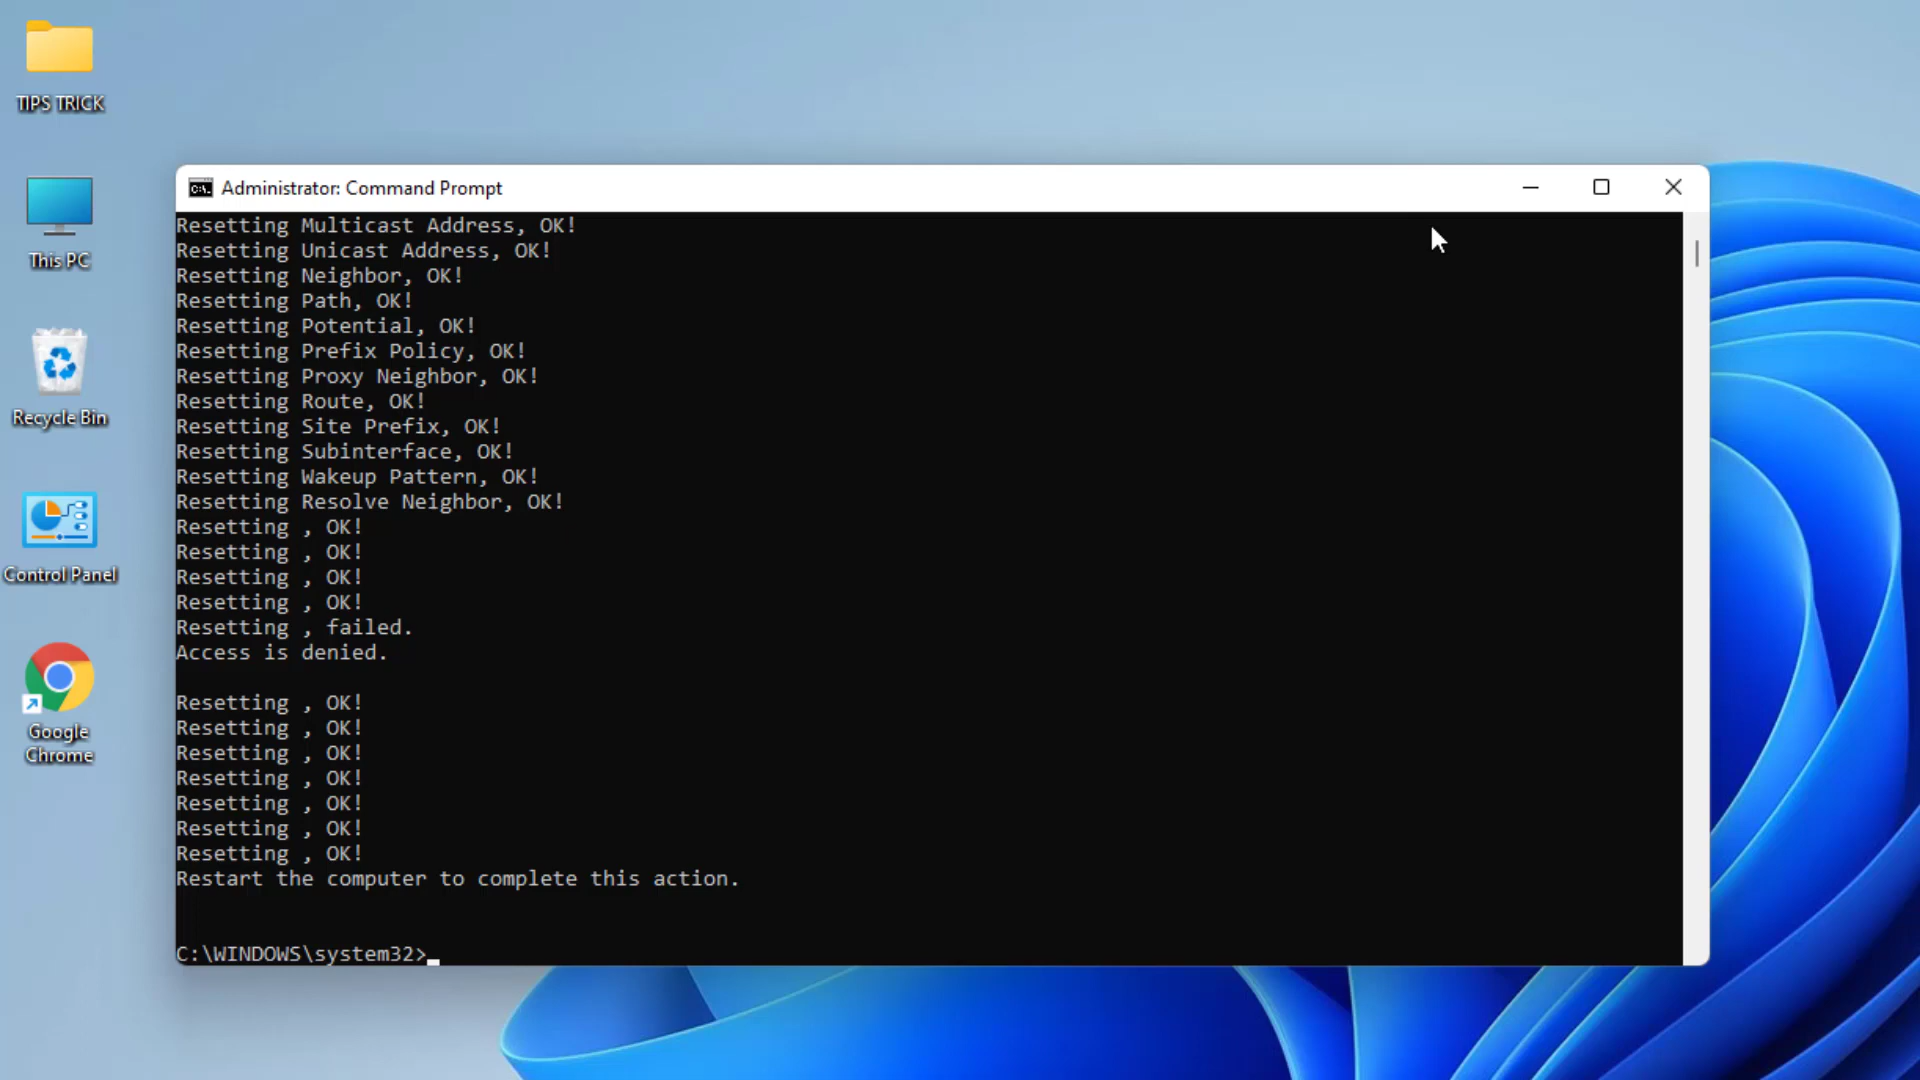 TIPS TRICK
This PC
Recycle Bin
Control Panel
Google
Chrome
Administrator: Command Prompt
Resetting Multicast Address, OK!
Resetting Unicast Address, OK!
Resetting Neighbor, OK!
Resetting Path, OK!
Resetting Potential, OK!
Resetting Prefix Policy, OK!
Resetting Proxy Neighbor, OK!
Resetting Route, OK!
Resetting Site Prefix, OK!
Resetting Subinterface, OK!
Resetting Wakeup Pattern, OK!
Resetting Resolve Neighbor, OK!
Resetting , OK!
Resetting , OK!
Resetting , OK!
Resetting , OK!
Resetting , failed.
Access is denied.
Resetting , OK!
Resetting , OK!
Resetting , OK!
Resetting , OK!
Resetting , OK!
Resetting , OK!
Resetting , OK!
Restart the computer to complete this action.
C:\WINDOWS\system32>